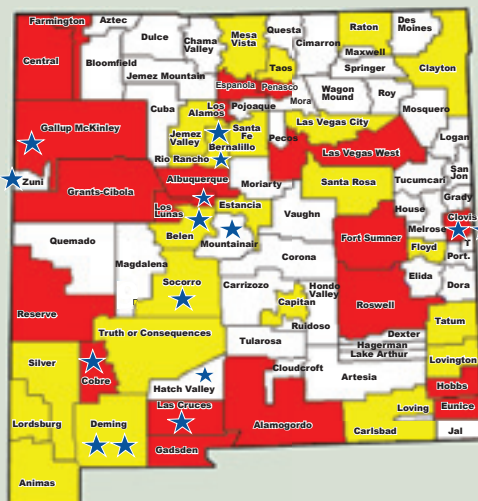 Farmington
Aztec
Dulce
Chama
Valley
Mesa
Vista
Questa
Cimarron
Raton
Des
Moines
Central
Bloomfield
Jemez Mountain
Taos
Maxwell
Springer
Clayton
Española
Penasco
Mora
Wagon
Mound
Roy
Mosquero
Cuba
Los
Alamos
Pojoaque
Gallup McKinley
Jemez
Valley
Santa
Fe
Bernalillo
Pecos
Las Vegas City
Las Vegas West
Logan
Rio Rancho
Zuni
Grants-Cibola
Albuquerque
Moriarty
Santa Rosa
Tucumcari
San
Jon
Grady
Los
Lunas
Estancia
Vaughn
House
Clovis
Belen
Mountainair
Fort Sumner
Melrose
T
Floyd
Port.
Quemado
Magdalena
Corona
Socorro
Carrizozo
Hondo
Valley
Capitan
Elida
Dora
Reserve
Roswell
Truth or Consequences
Ruidoso
Tatum
Tularosa
Dexter
Hagerman
Lake Arthur
Silver
Cobre
Cloudcroft
Artesia
Lovington
Hatch Valley
Hobbs
Lordsburg
Deming
Las Cruces
Alamogordo
Loving
Eunice
Carlsbad
Jal
Gadsden
Animas